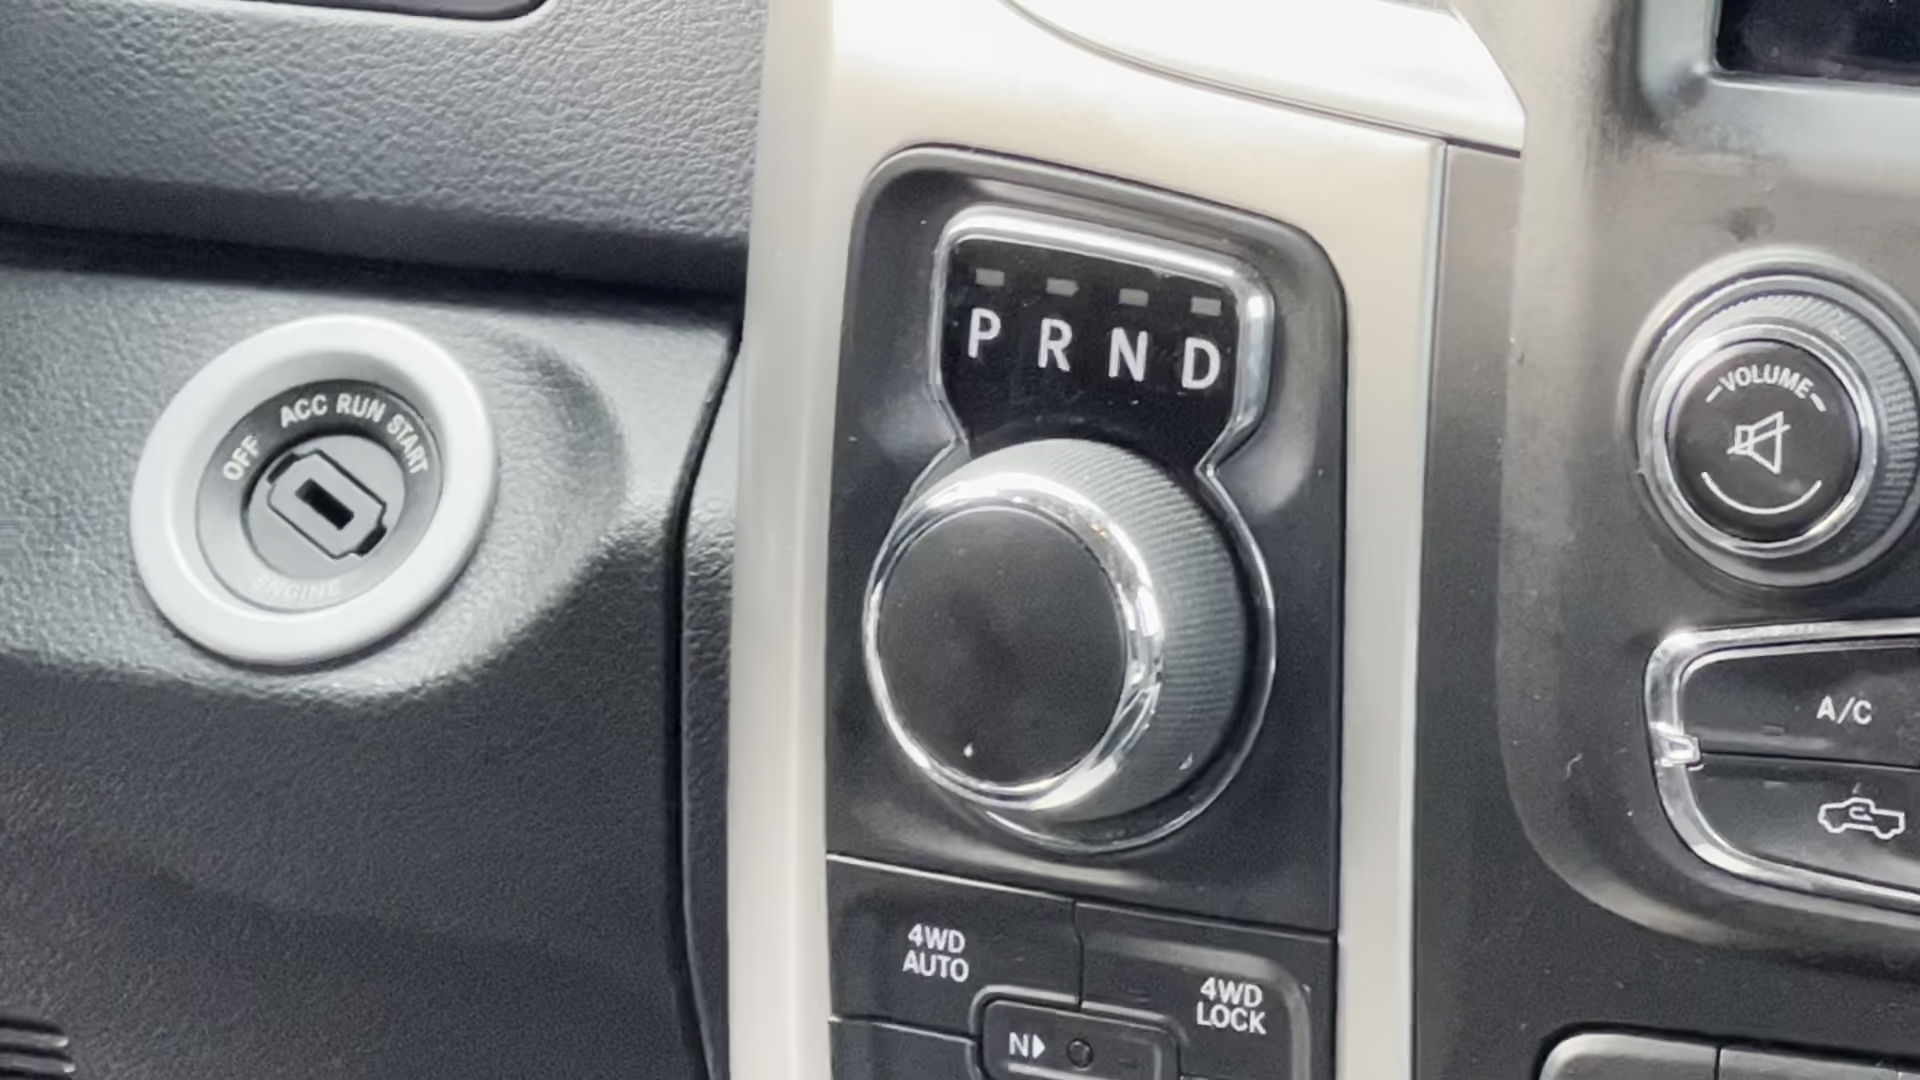 OFF ACC RUN START
ENGINE
P R N D
VOLUME
A/C
4WD
AUTO
4WD
LOCK
N